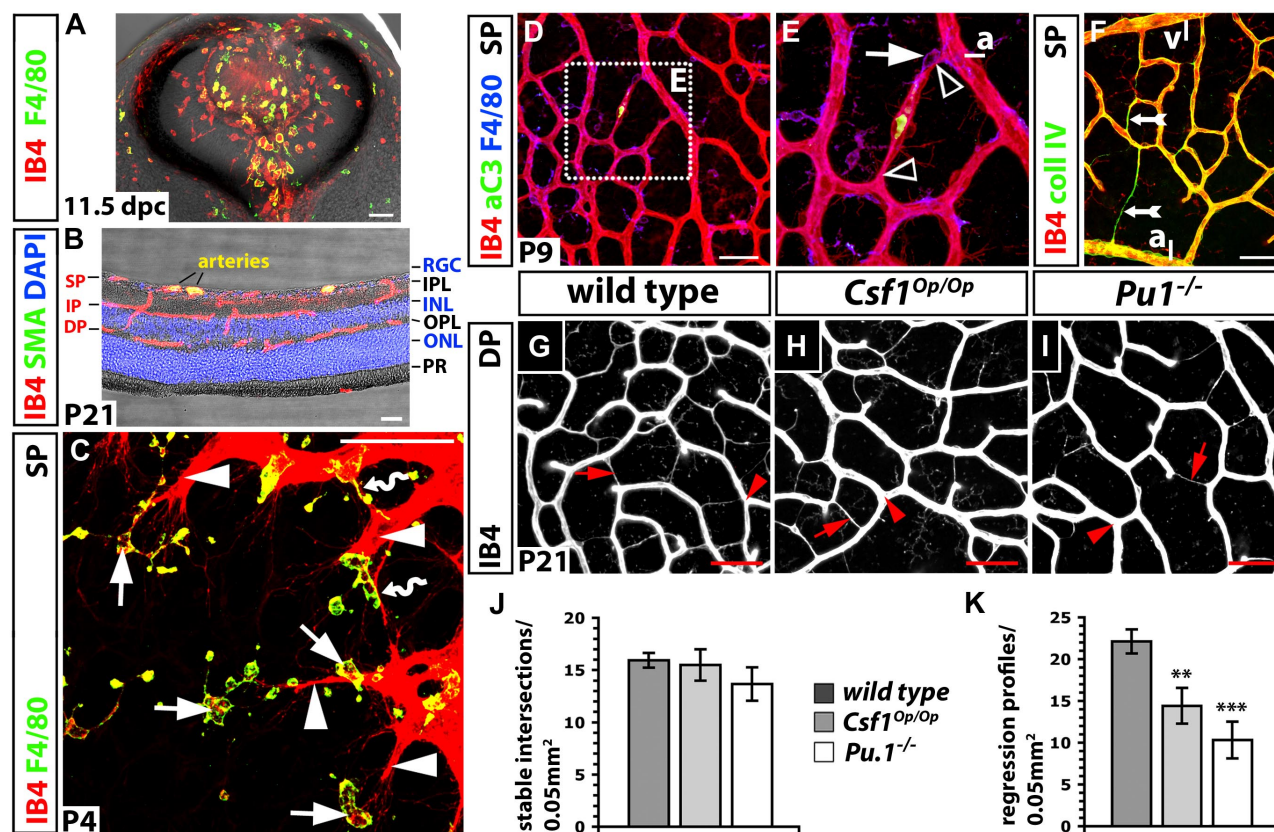 A
IB4 F4/80
11.5 dpc
B
IB4 SMA DAPI
arteries
SP
IP
DP
RGC
IPL
INL
OPL
ONL
PR
P21
C
SP
IB4 F4/80
P4
D
E
IB4 aC3 F4/80 SP
P9
E
a
F
IB4 coll IV SP
v
a
wild type
Csf1Op/Op
Pu1-/-
DP
IB4
G
P21
H
I
J
stable intersections/
0.05mm2
20
15
10
5
0
wild type
Csf1Op/Op
Pu.1-/-
K
regression profiles/
0.05mm2
25
20
15
10
5
0
**
***